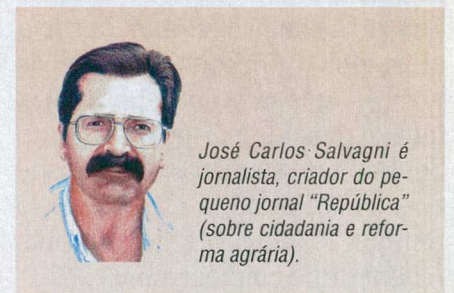 José Carlos Salvagni é
jornalista, criador do pe-
queno jornal “República”
(sobre cidadania e refor-
ma agrária).